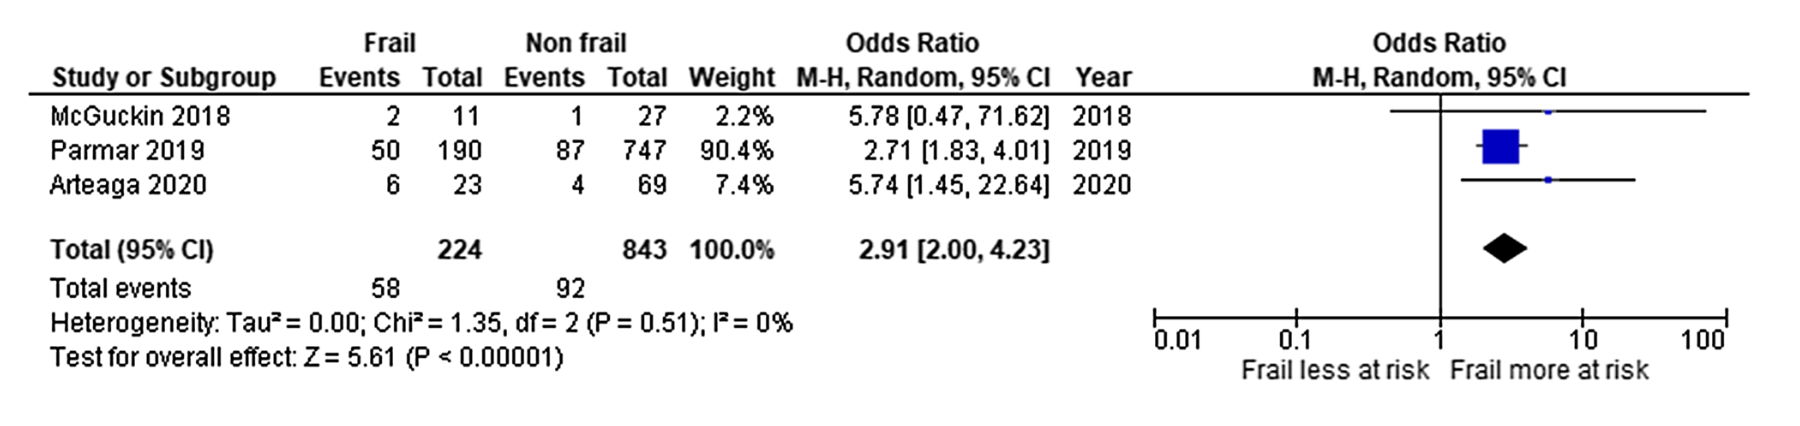 Frail Non frail Odds Ratio Odds Ratio
Study or Subgroup Events Total Events Total Weight M-H, Random, 95% CI Year M-H, Random, 95% CI
McGuckin 2018 2 11 1 27 2.2% 5.78 [0.47, 71.62] 2018
Parmar 2019 50 190 87 747 90.4% 2.71 [1.83, 4.01] 2019
Arteaga 2020 6 23 4 69 7.4% 5.74 [1.45, 22.64] 2020
Total (95% CI) 224 843 100.0% 2.91 [2.00, 4.23]
Total events 58 92
Heterogeneity: Tau² = 0.00; Chi² = 1.35, df = 2 (P = 0.51); I² = 0%
Test for overall effect: Z = 5.61 (P < 0.00001)
0.01 0.1 1 10 100
Frail less at risk Frail more at risk